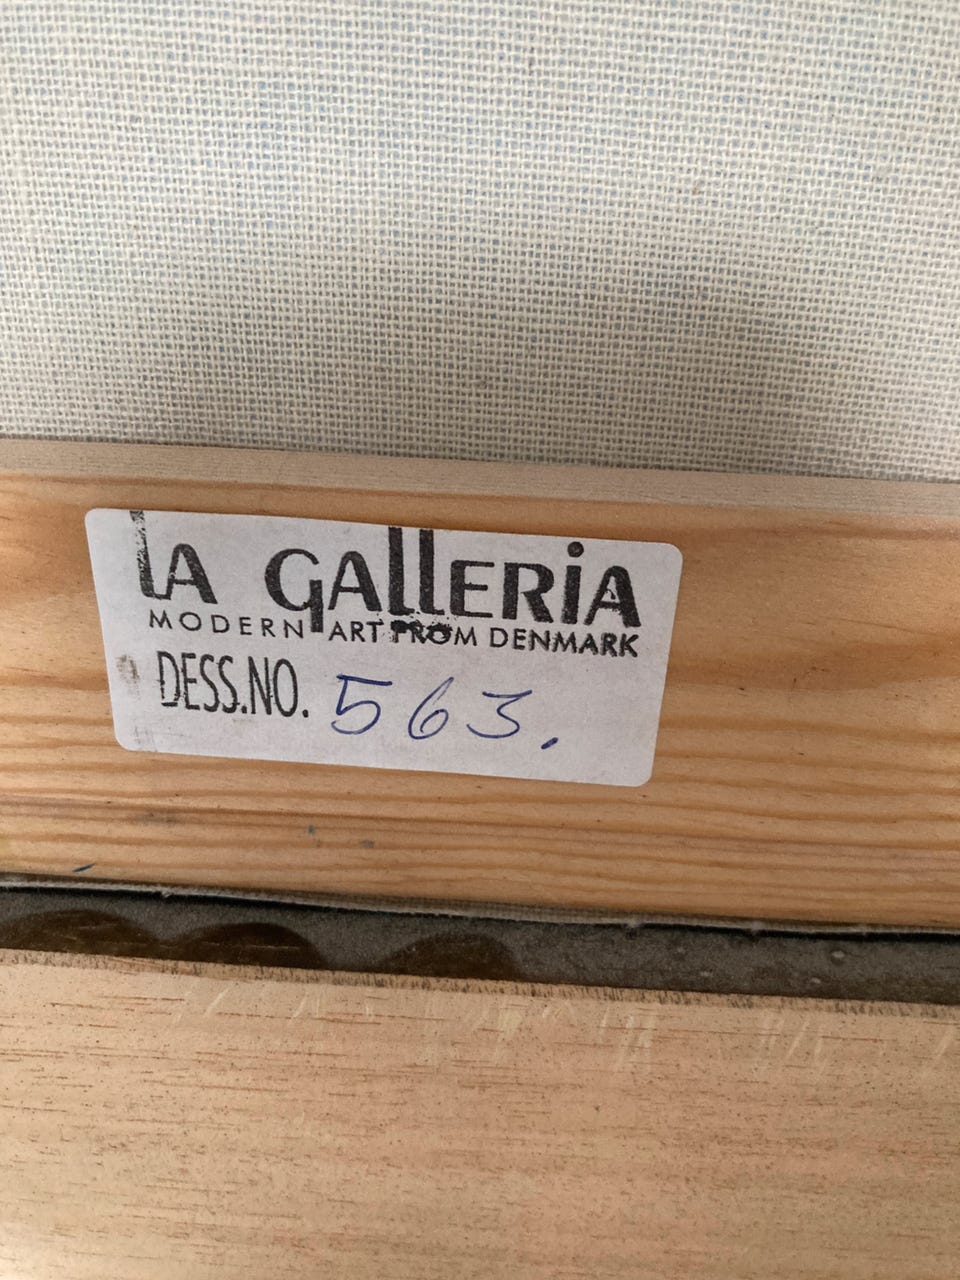 la GallERiA
MODERN ART FROM DENMARK
DESS.NO. 563.